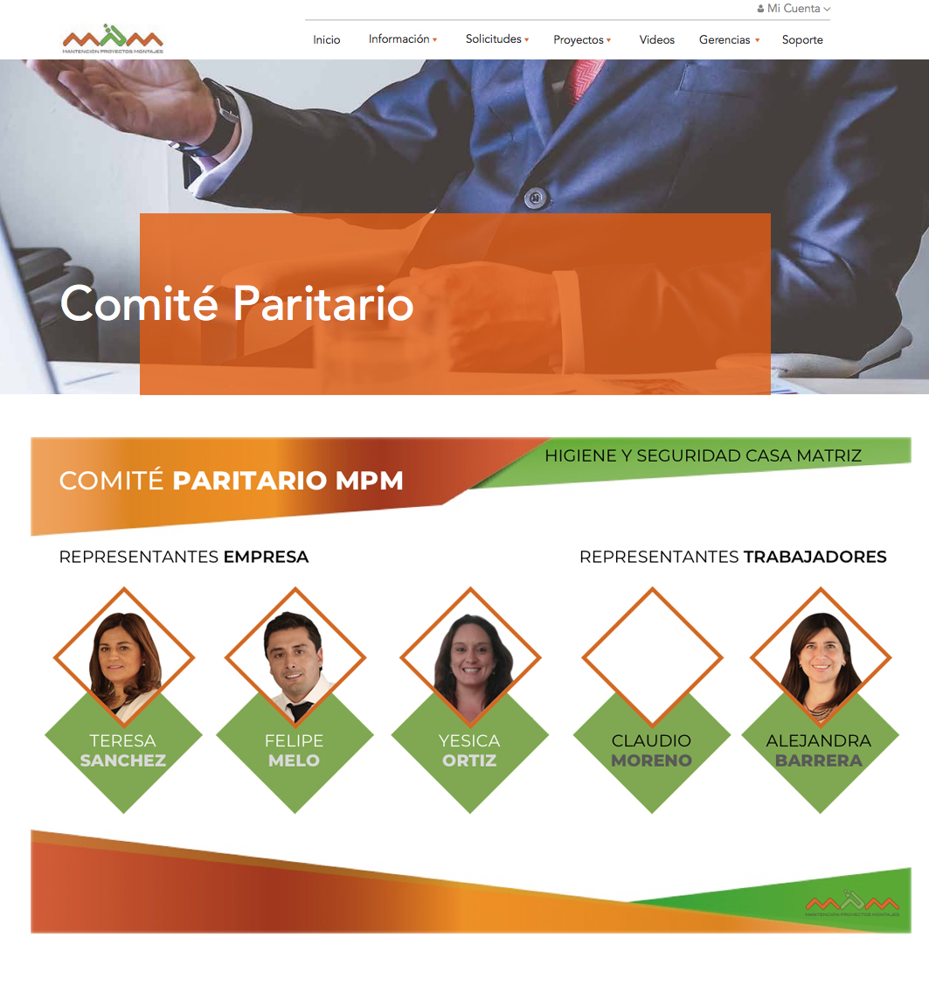 Mi Cuenta
MPM
MANTENCIÓN PROYECTOS MONTAJES
Inicio Información Solicitudes Proyectos Videos Gerencias Soporte
Comité Paritario
HIGIENE Y SEGURIDAD CASA MATRIZ
COMITÉ PARITARIO MPM
REPRESENTANTES EMPRESA
REPRESENTANTES TRABAJADORES
TERESA
SANCHEZ
FELIPE
MELO
YESICA
ORTIZ
CLAUDIO
MORENO
ALEJANDRA
BARRERA
MPM
MANTENCIÓN PROYECTOS MONTAJES